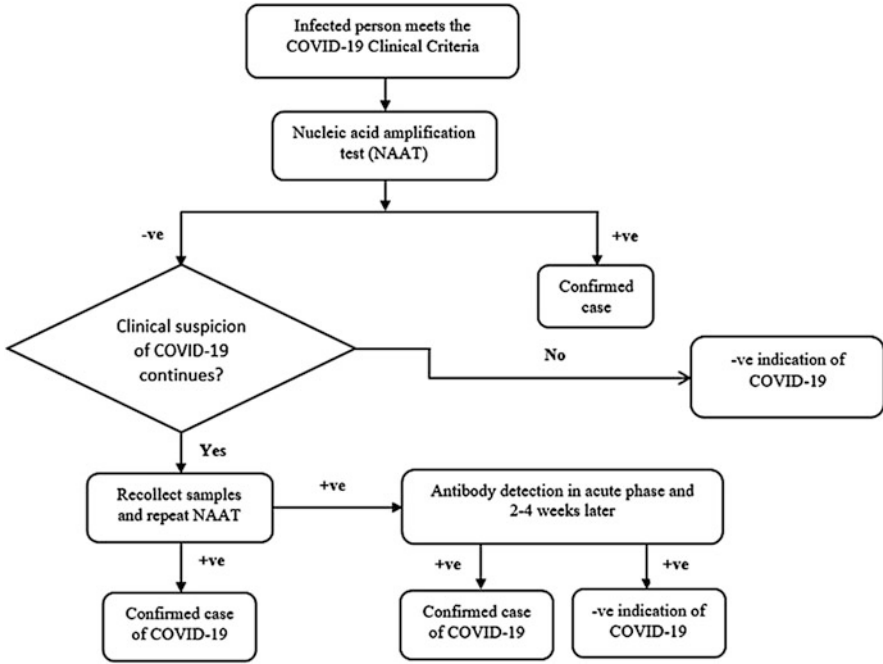 Infected person meets the
COVID-19 Clinical Criteria
Nucleic acid amplification
test (NAAT)
-ve
+ve
Confirmed
case
Clinical suspicion
of COVID-19
continues?
No
-ve indication of
COVID-19
Yes
Recollect samples
and repeat NAAT
+ve
Antibody detection in acute phase and
2-4 weeks later
+ve
+ve
+ve
Confirmed case
of COVID-19
Confirmed case
of COVID-19
-ve indication of
COVID-19